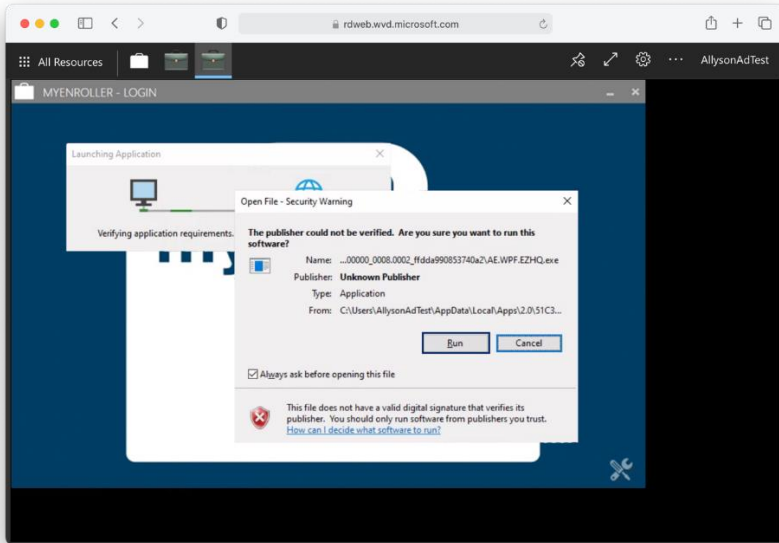 rdweb.wvd.microsoft.com
All Resources
AllysonAdTest
MYENROLLER - LOGIN
Launching Application
Verifying application requirements.
Open File - Security Warning
The publisher could not be verified. Are you sure you want to run this
software?
Name: ...00000_0008.0002_ffdda990853740a2\AE.WPF.EZHQ.exe
Publisher: Unknown Publisher
Type: Application
From: C:\Users\AllysonAdTest\AppData\Local\Apps\2.0\51C3...
Run
Cancel
Always ask before opening this file
This file does not have a valid digital signature that verifies its
publisher. You should only run software from publishers you trust.
How can I decide what software to run?